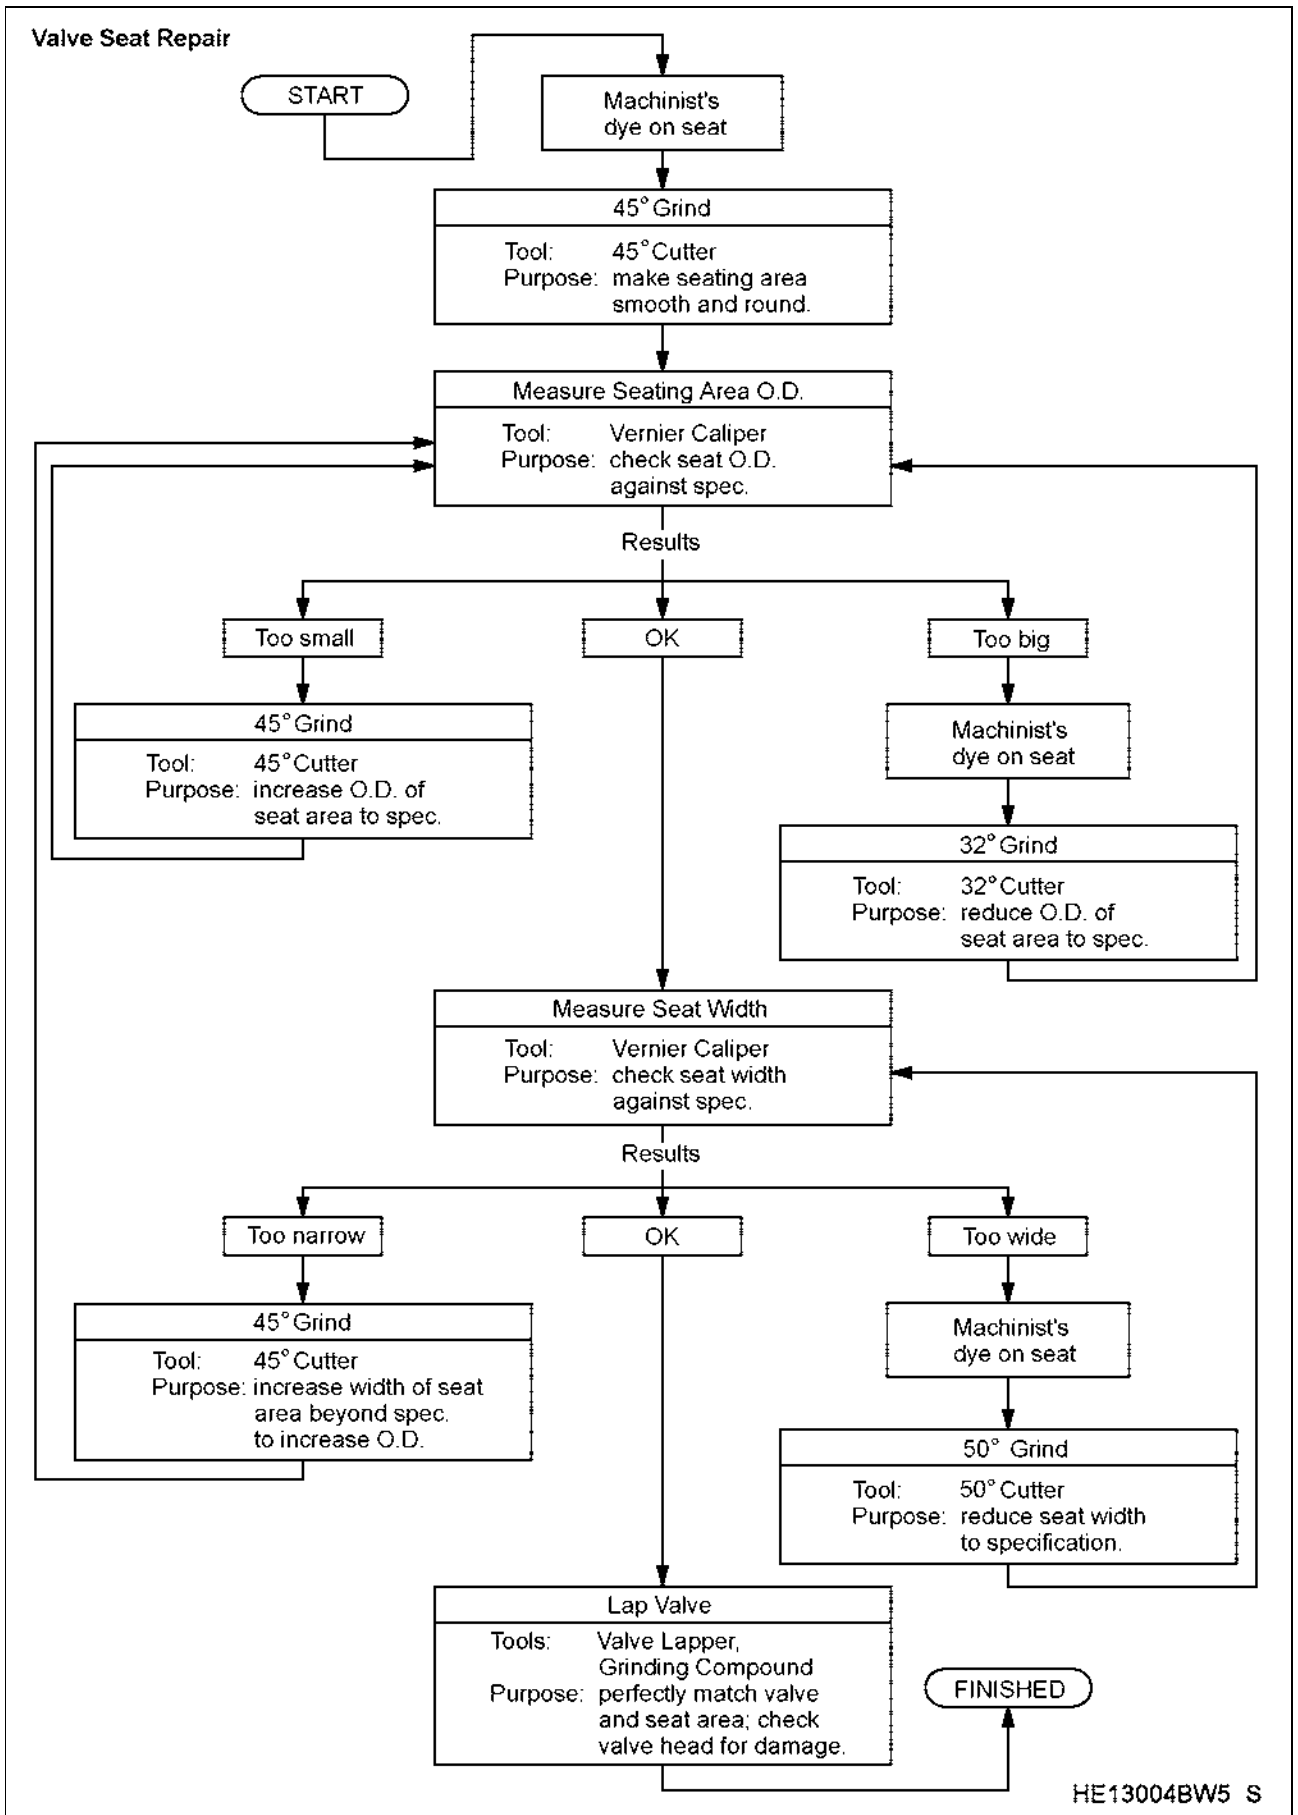 Valve Seat Repair
START
Machinist's
dye on seat
45° Grind
Tool: 45° Cutter
Purpose: make seating area
smooth and round.
Measure Seating Area O.D.
Tool: Vernier Caliper
Purpose: check seat O.D.
against spec.
Results
Too small
OK
Too big
45° Grind
Tool: 45° Cutter
Purpose: increase O.D. of
seat area to spec.
Machinist's
dye on seat
32° Grind
Tool: 32° Cutter
Purpose: reduce O.D. of
seat area to spec.
Measure Seat Width
Tool: Vernier Caliper
Purpose: check seat width
against spec.
Results
Too narrow
OK
Too wide
45° Grind
Tool: 45° Cutter
Purpose: increase width of seat
area beyond spec.
to increase O.D.
Machinist's
dye on seat
50° Grind
Tool: 50° Cutter
Purpose: reduce seat width
to specification.
Lap Valve
Tools: Valve Lapper,
Grinding Compound
Purpose: perfectly match valve
and seat area; check
valve head for damage.
FINISHED
HE13004BW5 S